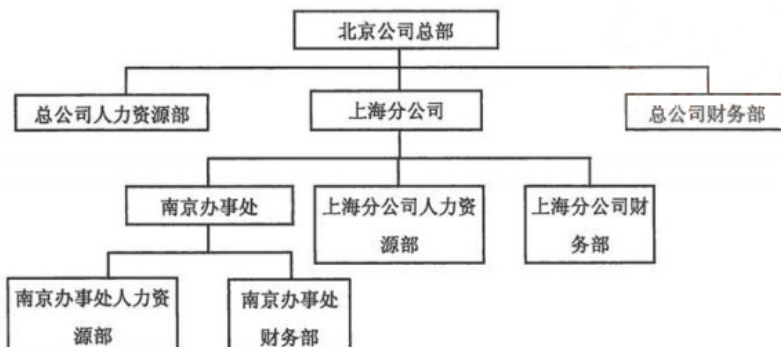 北京公司总部
总公司人力资源部
上海分公司
总公司财务部
南京办事处
上海分公司人力资
源部
上海分公司财
务部
南京办事处人力资
源部
南京办事处
财务部